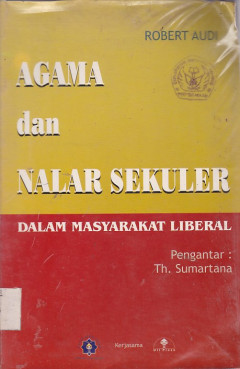 ROBERT AUDI
AGAMA
dan
NALAR SEKULER
DALAM MASYARAKAT LIBERAL
Pengantar :
Th. Sumartana
Kerjasama